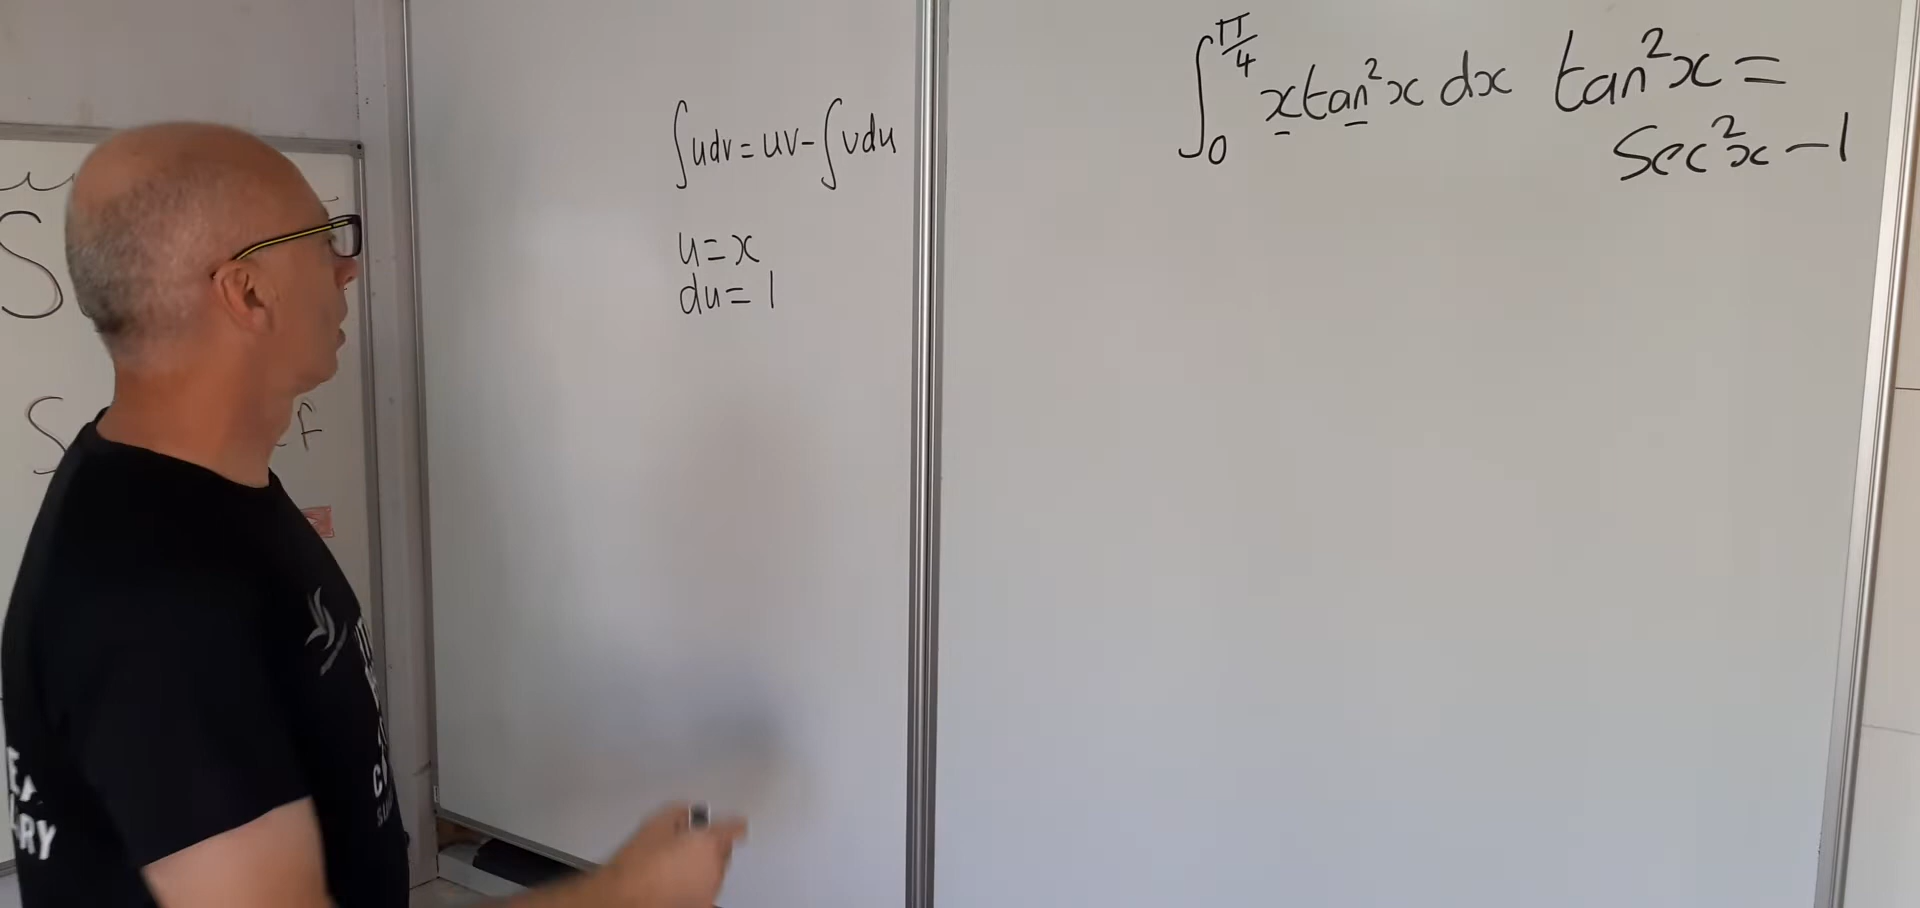 ∫udv = uv - ∫vdu
u = x
du = 1
∫₀^{π/4} x tan²x dx tan²x =
sec²x - 1